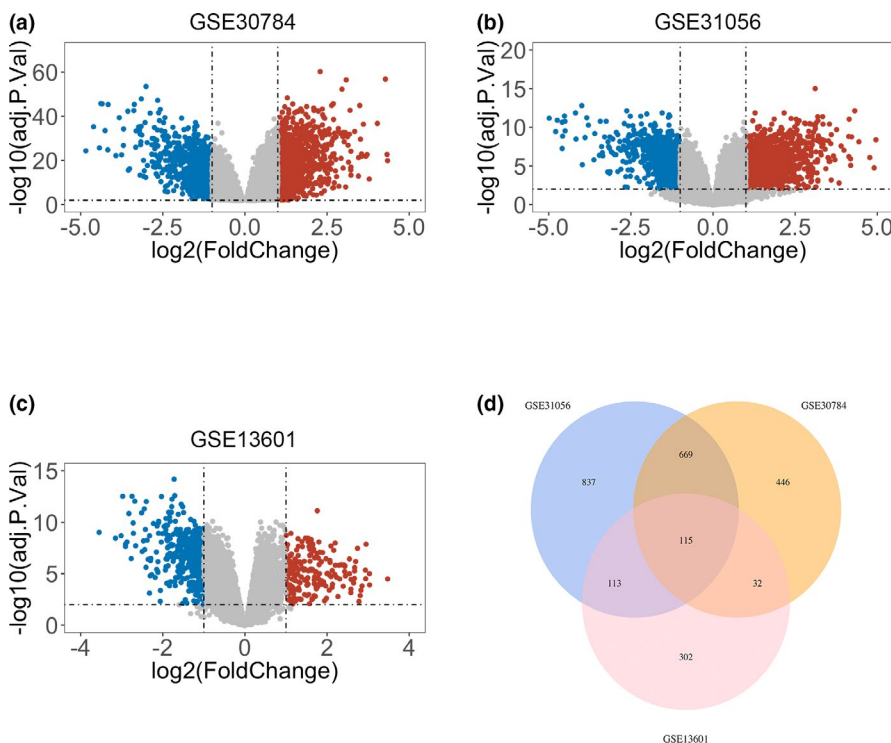 (a)
GSE30784
-log10(adj.P.Val)
60
40
20
0
-5.0 -2.5 0.0 2.5 5.0
log2(FoldChange)
(b)
GSE31056
-log10(adj.P.Val)
20
15
10
5
0
-5.0 -2.5 0.0 2.5 5.0
log2(FoldChange)
(c)
GSE13601
-log10(adj.P.Val)
15
10
5
0
-4 -2 0 2 4
log2(FoldChange)
(d)
GSE31056 GSE30784
669
837 446
115
113 32
302
GSE13601